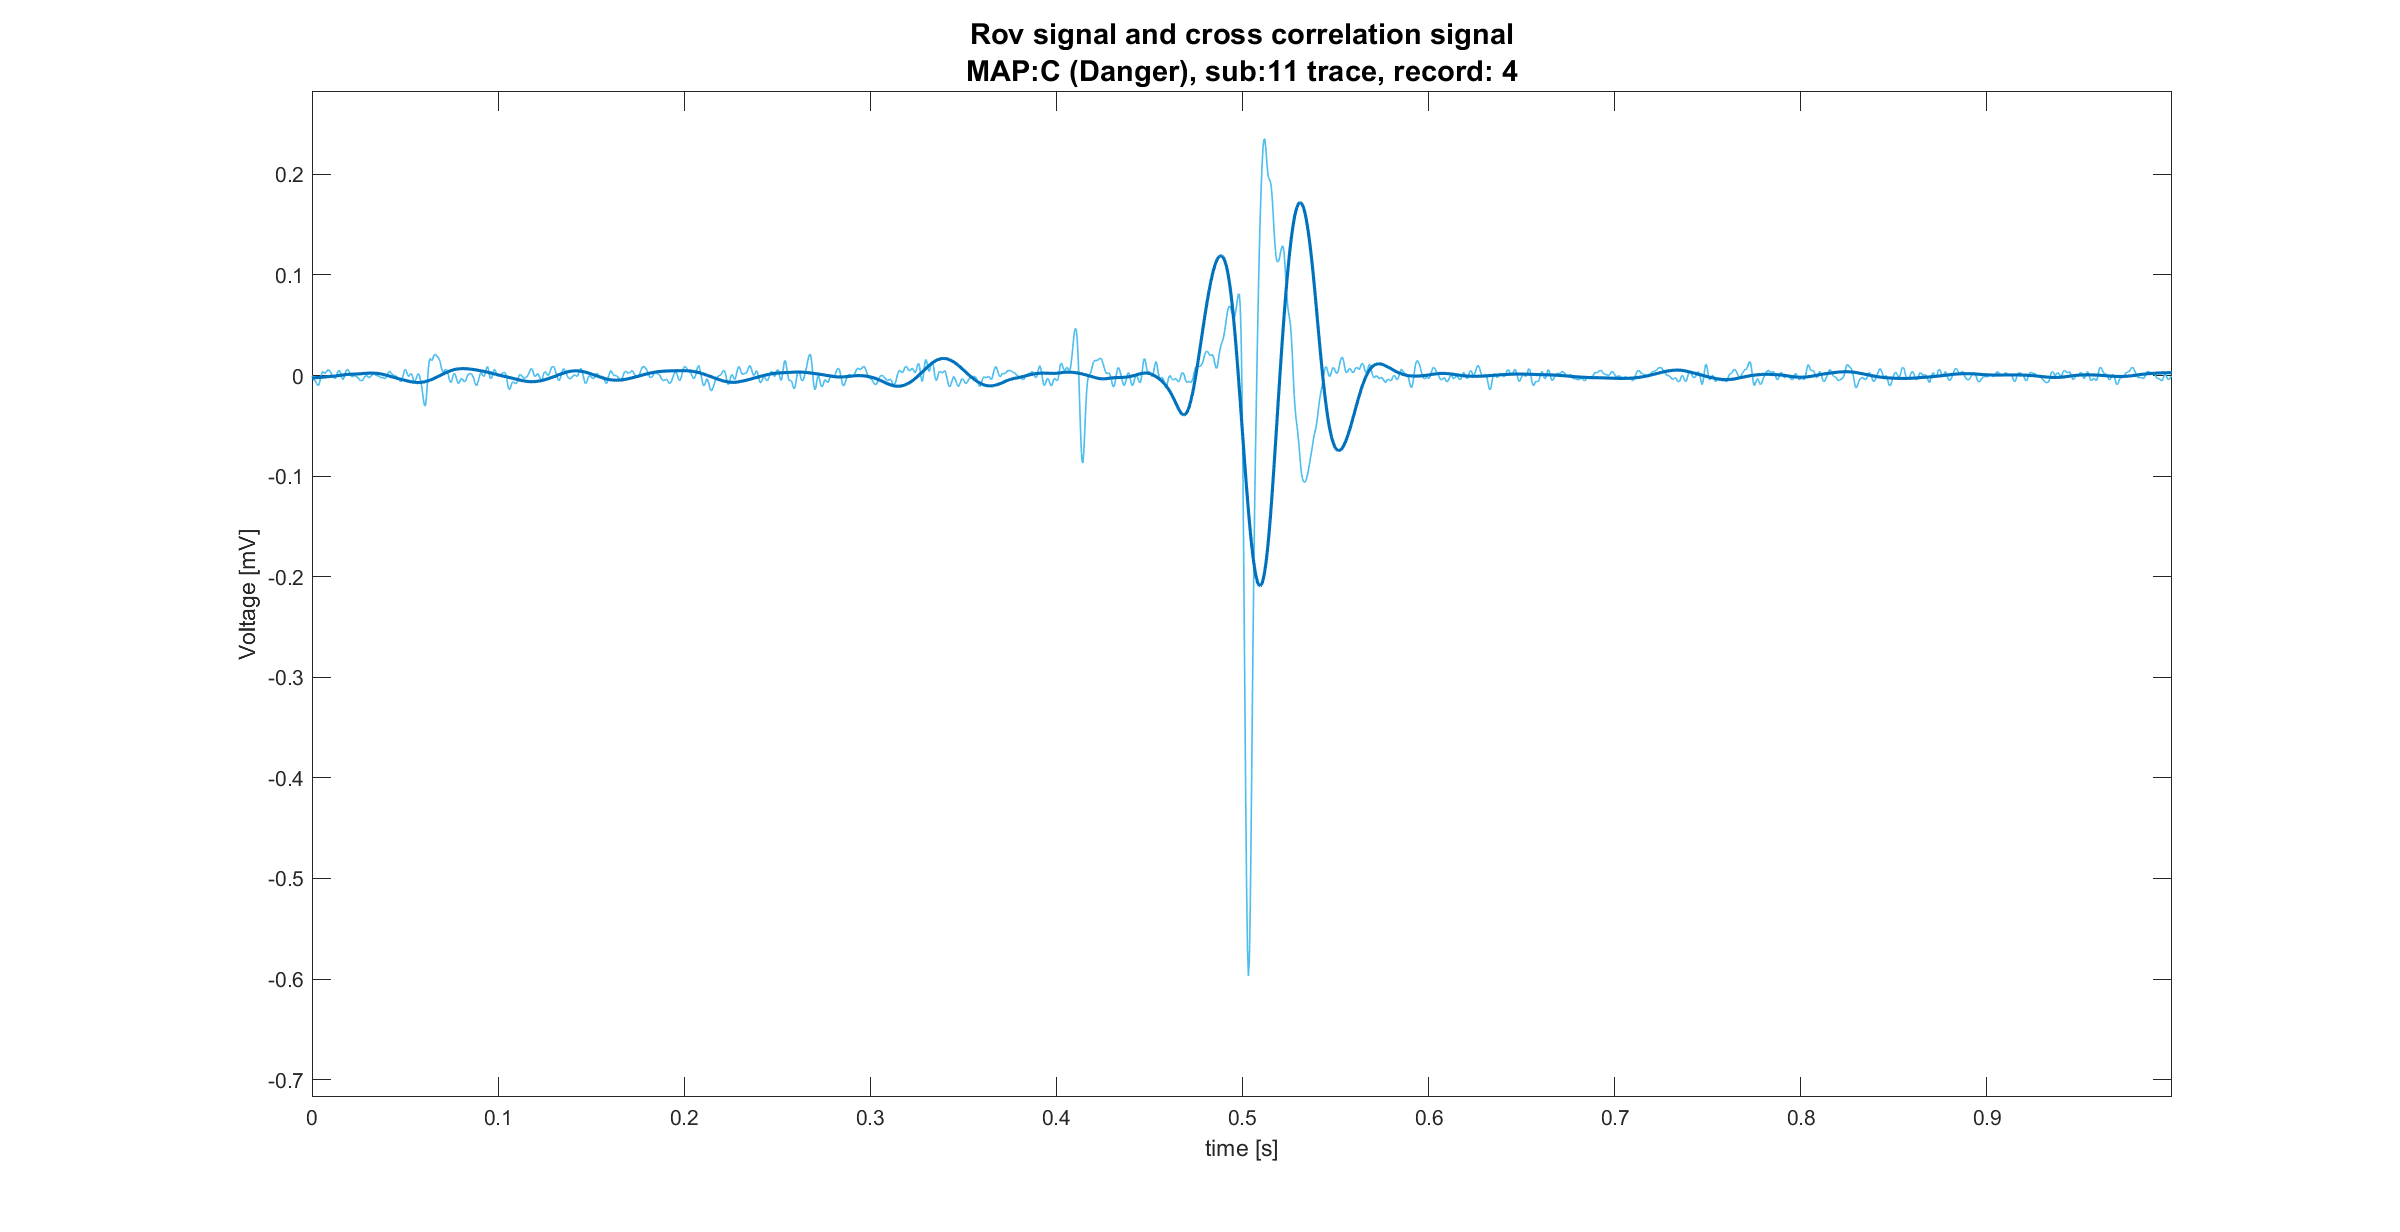 Rov signal and cross correlation signal
MAP:C (Danger), sub:11 trace, record: 4
0.2
0.1
0
-0.1
-0.2
-0.3
-0.4
-0.5
-0.6
-0.7
Voltage [mV]
0 0.1 0.2 0.3 0.4 0.5 0.6 0.7 0.8 0.9
time [s]